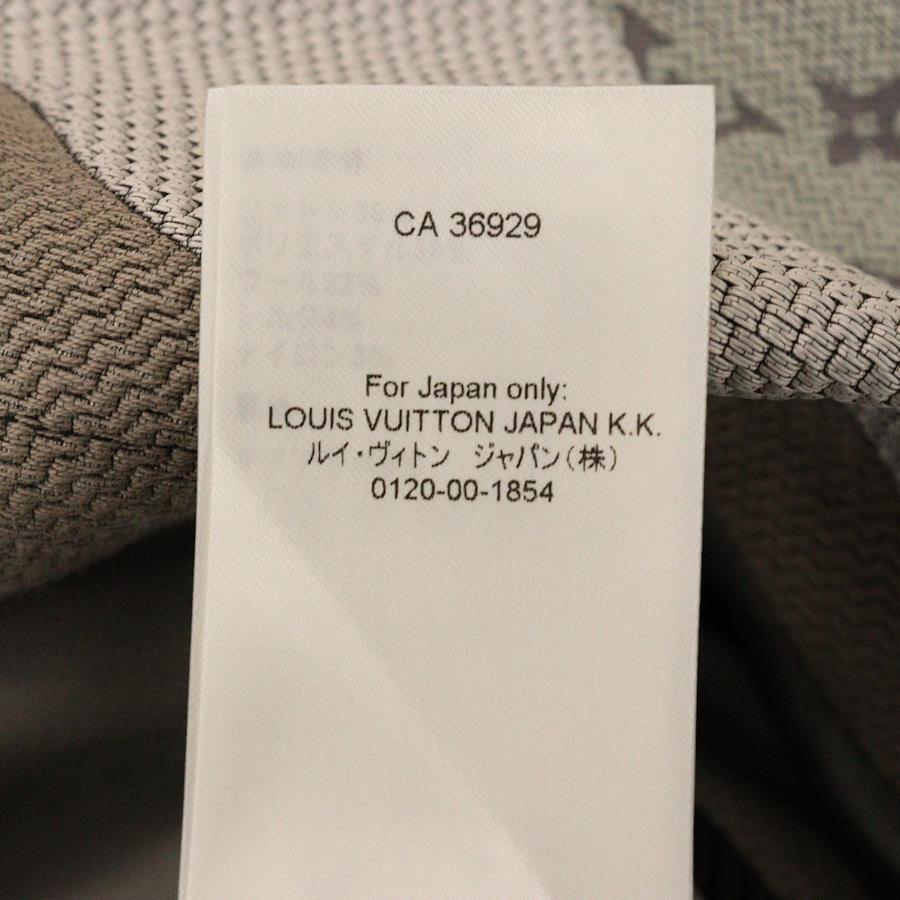 CA 36929
For Japan only:
LOUIS VUITTON JAPAN K.K.
ルイ・ヴィトン　ジャパン（株）
0120-00-1854